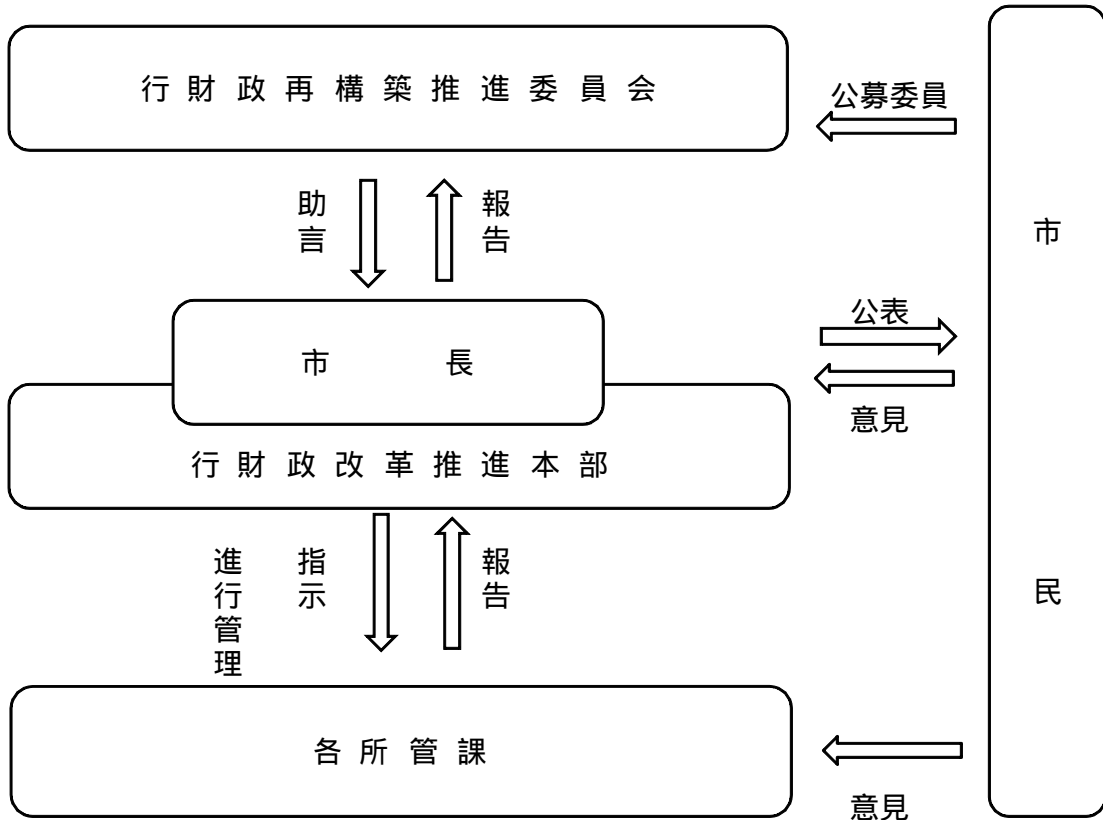 行財政再構築推進委員会
公募委員
助言
報告
市民
市長
公表
意見
行財政改革推進本部
進行管理
指示
報告
各所管課
意見